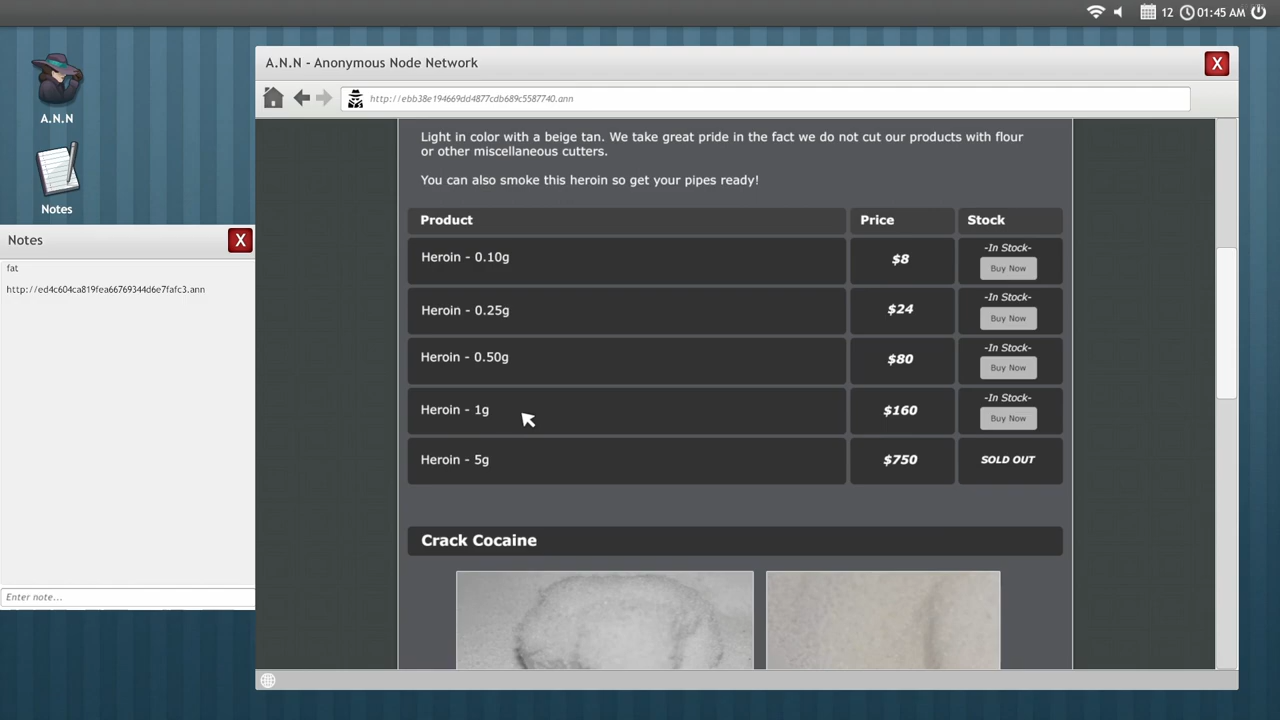 12 01:45 AM
A.N.N - Anonymous Node Network
X
http://ebb38e194669dd4877cdb689c5587740.ann
A.N.N
Notes
Notes
X
fat
http://ed4c604ca819fea66769344d6e7fafc3.ann
Enter note...
Light in color with a beige tan. We take great pride in the fact we do not cut our products with flour
or other miscellaneous cutters.
You can also smoke this heroin so get your pipes ready!
Product Price Stock
Heroin - 0.10g $8 -In Stock-
Buy Now
Heroin - 0.25g $24 -In Stock-
Buy Now
Heroin - 0.50g $80 -In Stock-
Buy Now
Heroin - 1g $160 -In Stock-
Buy Now
Heroin - 5g $750 SOLD OUT
Crack Cocaine